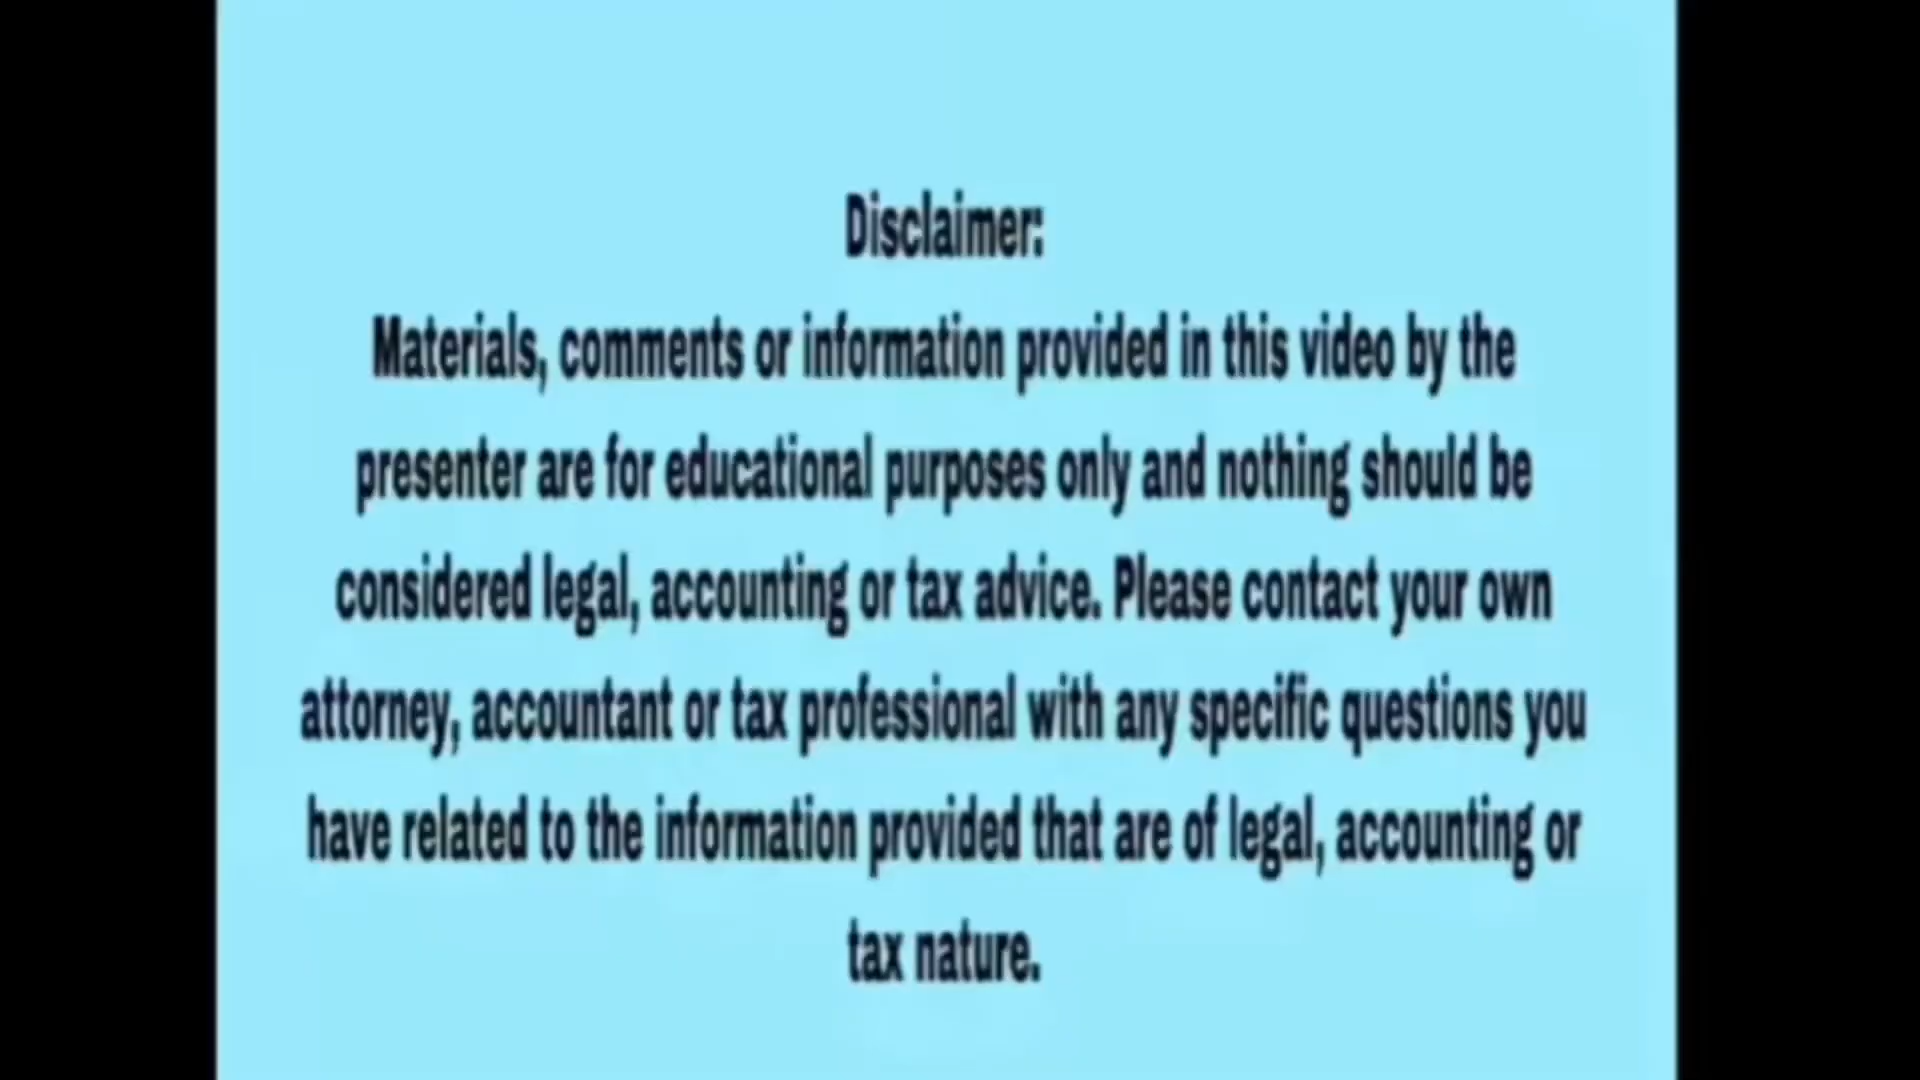 Disclaimer:
Materials, comments or information provided in this video by the
presenter are for educational purposes only and nothing should be
considered legal, accounting or tax advice. Please contact your own
attorney, accountant or tax professional with any specific questions you
have related to the information provided that are of legal, accounting or
tax nature.